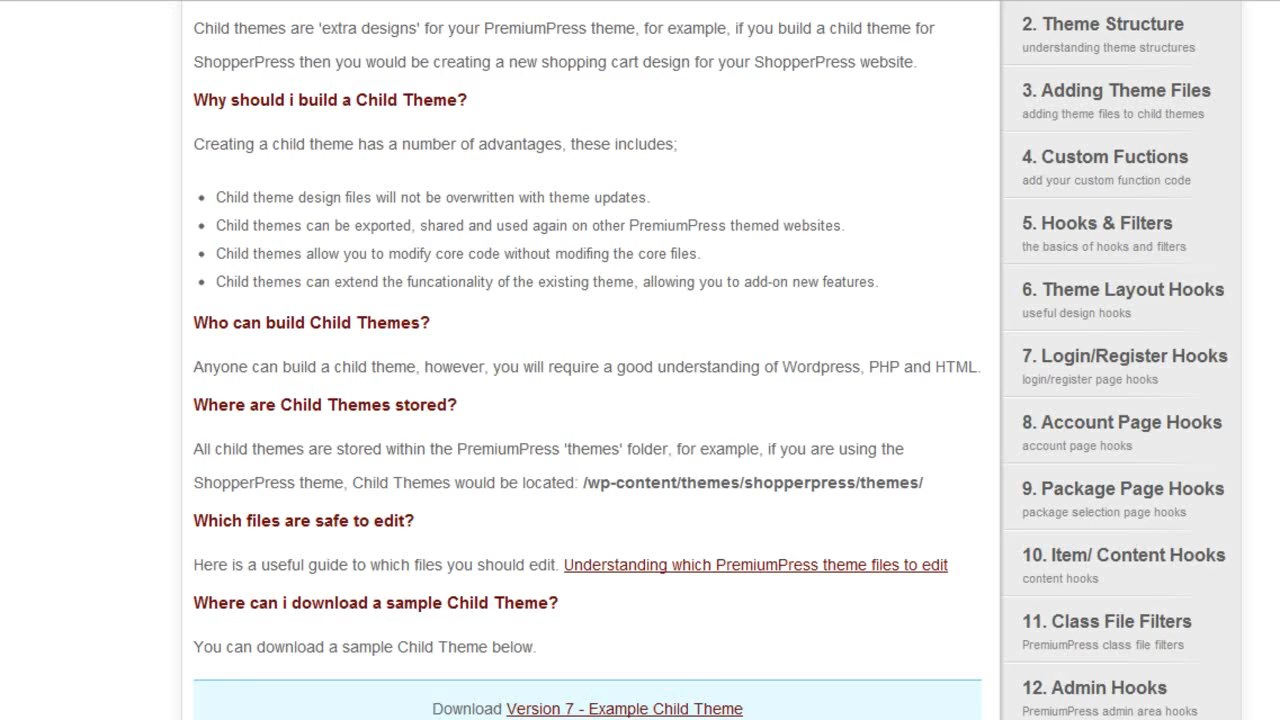 Child themes are 'extra designs' for your PremiumPress theme, for example, if you build a child theme for
ShopperPress then you would be creating a new shopping cart design for your ShopperPress website.
Why should i build a Child Theme?
Creating a child theme has a number of advantages, these includes;
• Child theme design files will not be overwritten with theme updates.
• Child themes can be exported, shared and used again on other PremiumPress themed websites.
• Child themes allow you to modify core code without modifing the core files.
• Child themes can extend the funcationality of the existing theme, allowing you to add-on new features.
Who can build Child Themes?
Anyone can build a child theme, however, you will require a good understanding of Wordpress, PHP and HTML.
Where are Child Themes stored?
All child themes are stored within the PremiumPress 'themes' folder, for example, if you are using the
ShopperPress theme, Child Themes would be located: /wp-content/themes/shopperpress/themes/
Which files are safe to edit?
Here is a useful guide to which files you should edit. Understanding which PremiumPress theme files to edit
Where can i download a sample Child Theme?
You can download a sample Child Theme below.
Download Version 7 - Example Child Theme
2. Theme Structure
understanding theme structures
3. Adding Theme Files
adding theme files to child themes
4. Custom Fuctions
add your custom function code
5. Hooks & Filters
the basics of hooks and filters
6. Theme Layout Hooks
useful design hooks
7. Login/Register Hooks
login/register page hooks
8. Account Page Hooks
account page hooks
9. Package Page Hooks
package selection page hooks
10. Item/ Content Hooks
content hooks
11. Class File Filters
PremiumPress class file filters
12. Admin Hooks
PremiumPress admin area hooks